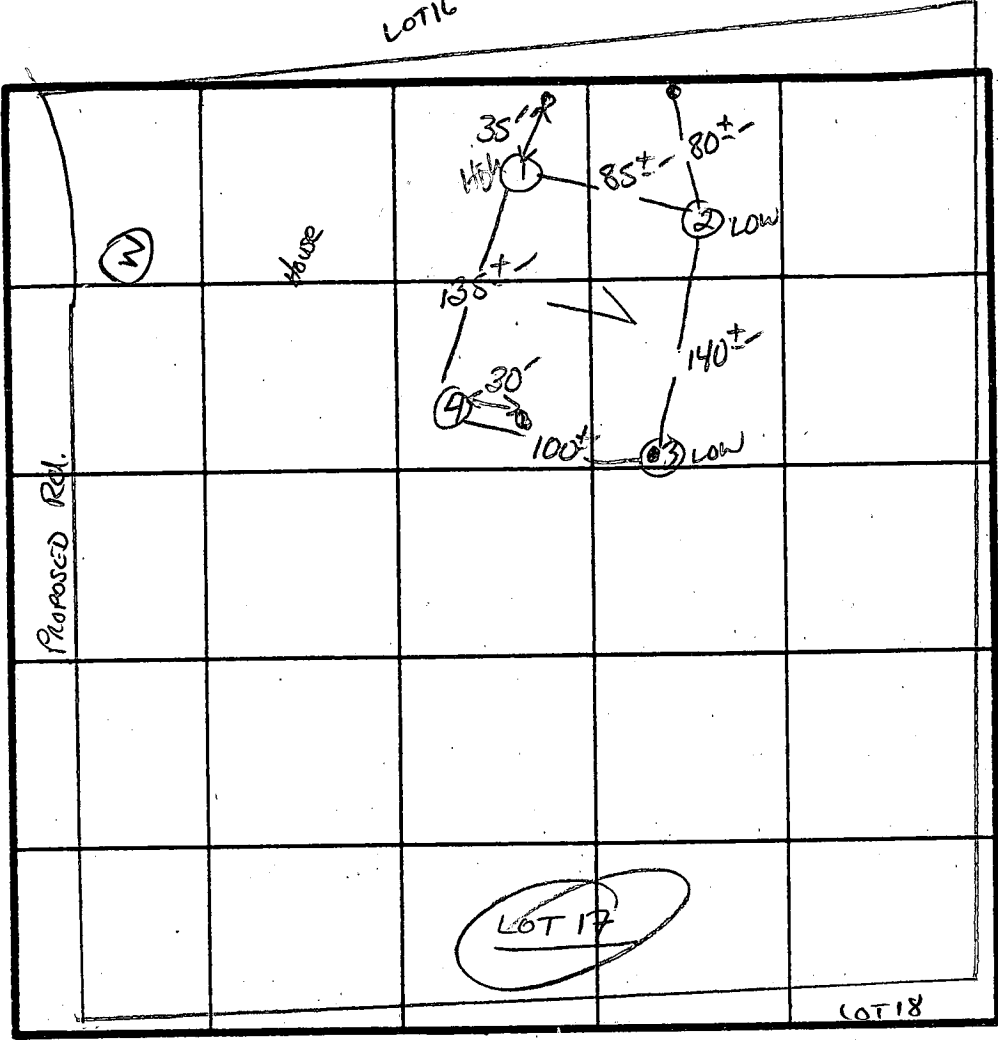 LOT16
35'
HIGH
1
85±'
80±'
2
LOW
W
House
135±'
140±'
30'
4
100±'
3
LOW
PROPOSED Rd.
LOT 17
LOT18